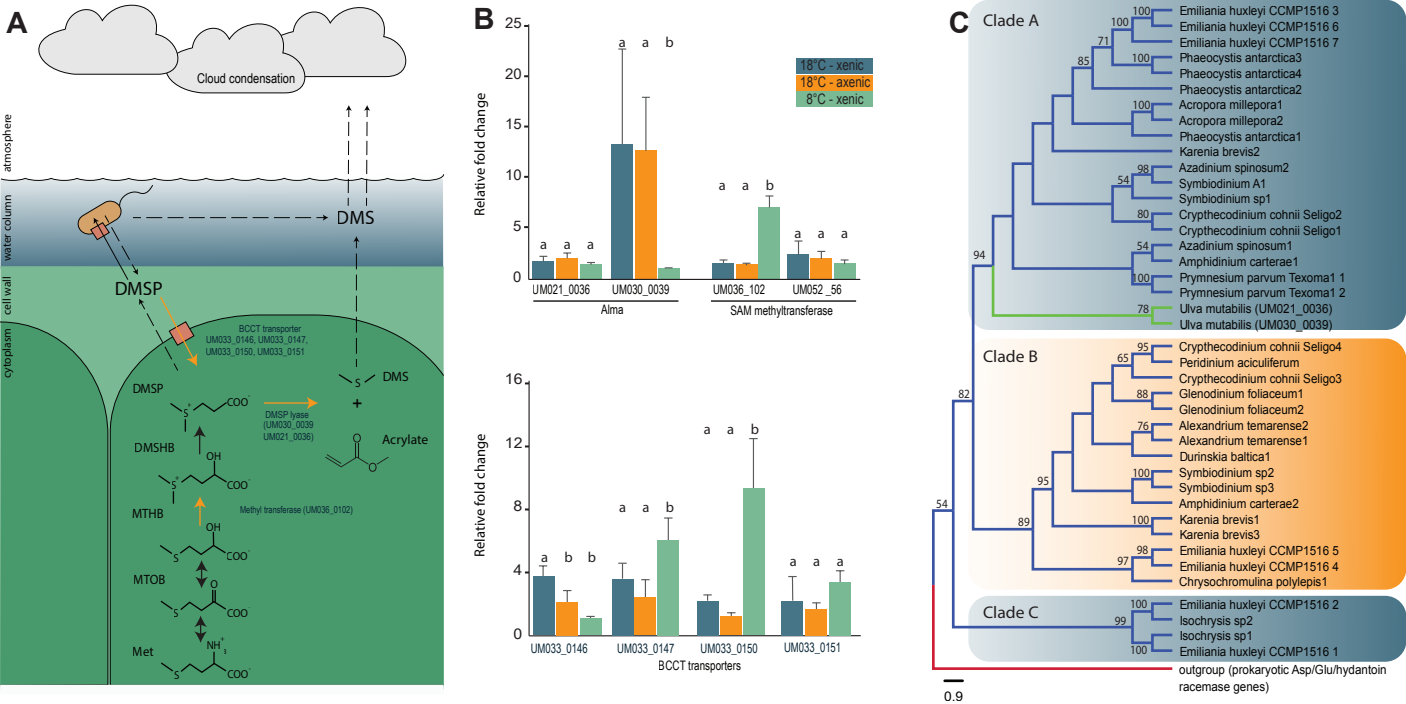 A
Cloud condensation
atmosphere
water column
cell wall
cytoplasm
DMS
DMSP
BCCT transporter
UM033_0146, UM033_0147,
UM033_0150, UM033_0151
DMSP
COO-
S+
DMSP lyase
(UM030_0039
UM021_0036)
S
DMS
+
Acrylate
O
O
DMSHB
OH
S+
COO-
MTHB
Methyl transferase (UM036_0102)
OH
S
COO-
MTOB
O
S
COO-
Met
NH3+
S
COO-
B
Relative fold change
25
20
15
10
5
0
18°C - xenic
18°C - axenic
8°C - xenic
a a a
a a b
a a b
a a a
UM021_0036 UM030_0039 UM036_102 UM052_56
Alma SAM methyltransferase
Relative fold change
16
12
8
4
0
a b b
a a b
a a b
a a a
UM033_0146 UM033_0147 UM033_0150 UM033_0151
BCCT transporters
C
Clade A
Emiliania huxleyi CCMP1516 3
Emiliania huxleyi CCMP1516 6
Emiliania huxleyi CCMP1516 7
Phaeocystis antarctica3
Phaeocystis antarctica4
Phaeocystis antarctica2
Acropora millepora1
Acropora millepora2
Phaeocystis antarctica1
Karenia brevis2
Azadinium spinosum2
Symbiodinium A1
Symbiodinium sp1
Crypthecodinium cohnii Seligo2
Crypthecodinium cohnii Seligo1
Azadinium spinosum1
Amphidinium carterae1
Prymnesium parvum Texoma1 1
Prymnesium parvum Texoma1 2
Ulva mutabilis (UM021_0036)
Ulva mutabilis (UM030_0039)
100
100
71
100
85
100
98
54
80
54
100
94
78
Clade B
Crypthecodinium cohnii Seligo4
Peridinium aciculiferum
Crypthecodinium cohnii Seligo3
Glenodinium foliaceum1
Glenodinium foliaceum2
Alexandrium temarense2
Alexandrium temarense1
Durinskia baltica1
Symbiodinium sp2
Symbiodinium sp3
Amphidinium carterae2
Karenia brevis1
Karenia brevis3
Emiliania huxleyi CCMP1516 5
Emiliania huxleyi CCMP1516 4
Chrysochromulina polylepis1
95
65
88
82
76
100
95
100
89
98
97
54
Clade C
Emiliania huxleyi CCMP1516 2
Isochrysis sp2
Isochrysis sp1
Emiliania huxleyi CCMP1516 1
100
99
100
outgroup (prokaryotic Asp/Glu/hydantoin
racemase genes)
0.9